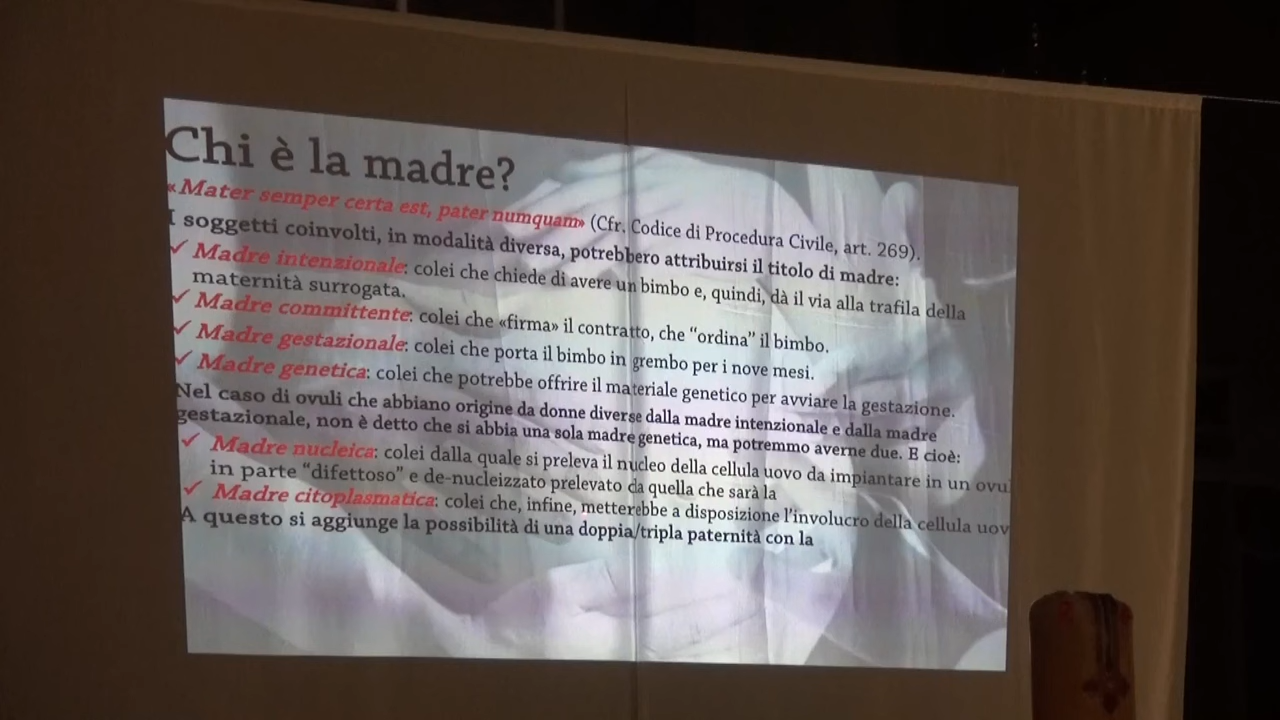 Chi è la madre?
«Mater semper certa est, pater numquam» (Cfr. Codice di Procedura Civile, art. 269).
I soggetti coinvolti, in modalità diversa, potrebbero attribuirsi il titolo di madre:
✓ Madre intenzionale: colei che chiede di avere un bimbo e, quindi, dà il via alla trafila della
maternità surrogata.
✓ Madre committente: colei che «firma» il contratto, che “ordina” il bimbo.
✓ Madre gestazionale: colei che porta il bimbo in grembo per i nove mesi.
✓ Madre genetica: colei che potrebbe offrire il materiale genetico per avviare la gestazione.
Nel caso di ovuli che abbiano origine da donne diverse dalla madre intenzionale e dalla madre
gestazionale, non è detto che si abbia una sola madre genetica, ma potremmo averne due. E cioè:
✓ Madre nucleica: colei dalla quale si preleva il nucleo della cellula uovo da impiantare in un ovu
in parte “difettoso” e de-nucleizzato prelevato da quella che sarà la
✓ Madre citoplasmatica: colei che, infine, metterebbe a disposizione l’involucro della cellula uov
A questo si aggiunge la possibilità di una doppia/tripla paternità con la